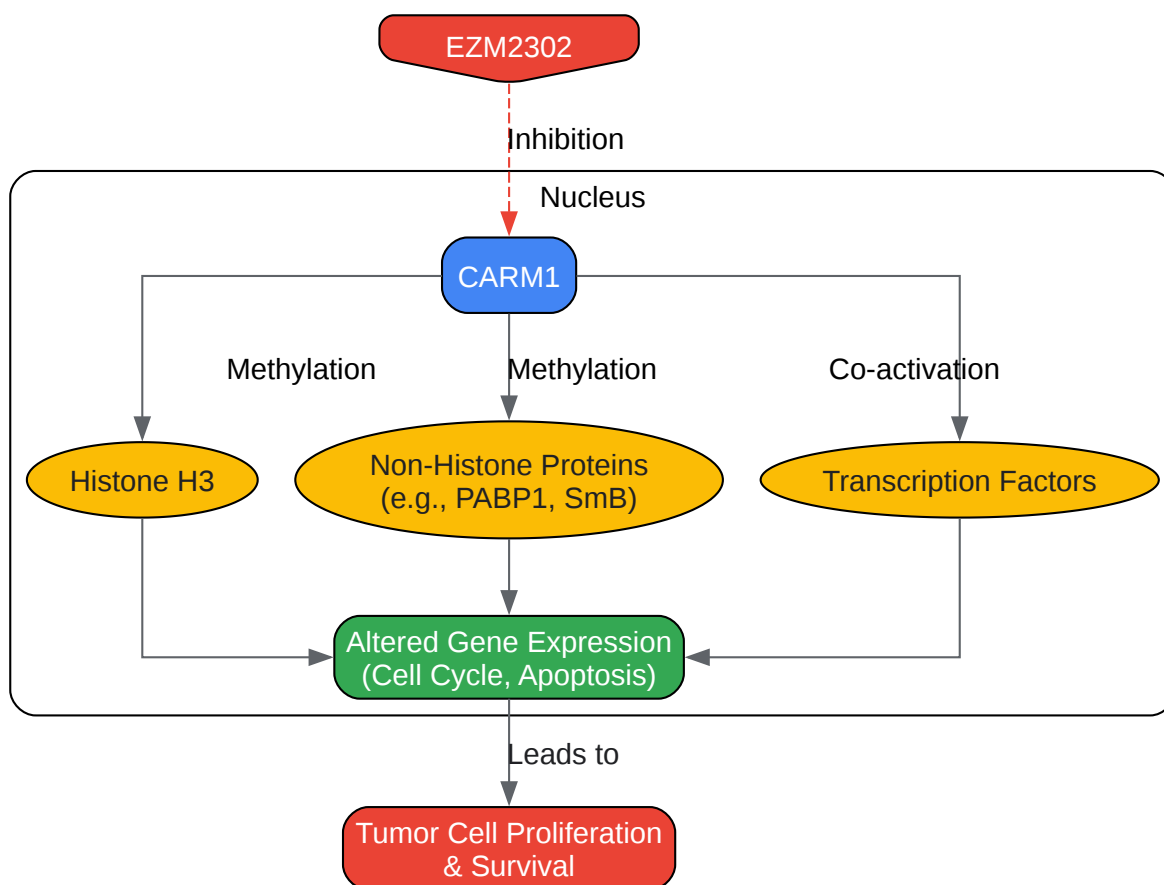 EZM2302
Inhibition
Nucleus
CARM1
Methylation
Methylation
Co-activation
Histone H3
Non-Histone Proteins
(e.g., PABP1, SmB)
Transcription Factors
Altered Gene Expression
(Cell Cycle, Apoptosis)
Leads to
Tumor Cell Proliferation
& Survival